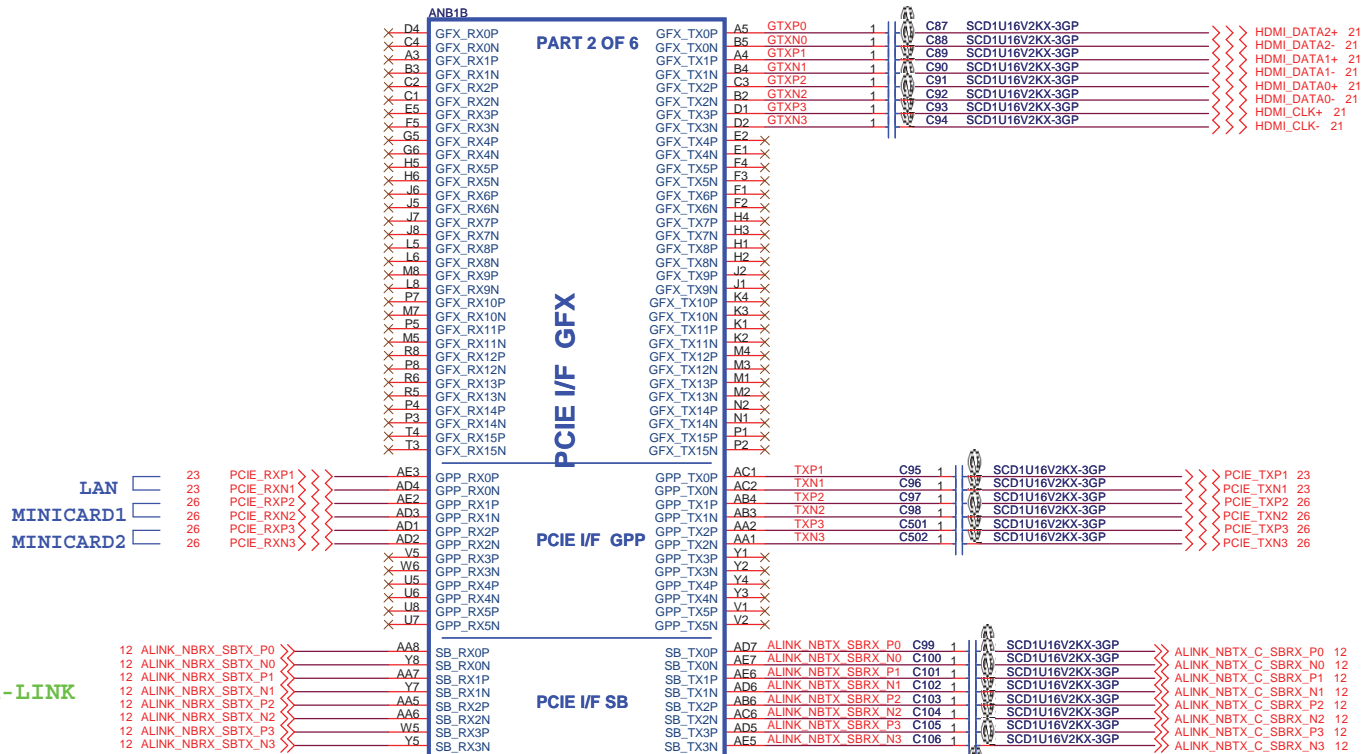 ANB1B
PART 2 OF 6
PCIE I/F GFX
D4 GFX_RX0P GFX_TX0P A5 GTXP0 1 C87 SCD1U16V2KX-3GP HDMI_DATA2+ 21
C4 GFX_RX0N GFX_TX0N B5 GTXN0 1 C88 SCD1U16V2KX-3GP HDMI_DATA2- 21
A3 GFX_RX1P GFX_TX1P A4 GTXP1 1 C89 SCD1U16V2KX-3GP HDMI_DATA1+ 21
B3 GFX_RX1N GFX_TX1N B4 GTXN1 1 C90 SCD1U16V2KX-3GP HDMI_DATA1- 21
C2 GFX_RX2P GFX_TX2P C3 GTXP2 1 C91 SCD1U16V2KX-3GP HDMI_DATA0+ 21
C1 GFX_RX2N GFX_TX2N B2 GTXN2 1 C92 SCD1U16V2KX-3GP HDMI_DATA0- 21
E5 GFX_RX3P GFX_TX3P D1 GTXP3 1 C93 SCD1U16V2KX-3GP HDMI_CLK+ 21
F5 GFX_RX3N GFX_TX3N D2 GTXN3 1 C94 SCD1U16V2KX-3GP HDMI_CLK- 21
G5 GFX_RX4P GFX_TX4P E2
G6 GFX_RX4N GFX_TX4N E1
H5 GFX_RX5P GFX_TX5P F4
H6 GFX_RX5N GFX_TX5N F3
J6 GFX_RX6P GFX_TX6P F1
J5 GFX_RX6N GFX_TX6N F2
J7 GFX_RX7P GFX_TX7P H4
J8 GFX_RX7N GFX_TX7N H3
L5 GFX_RX8P GFX_TX8P H1
L6 GFX_RX8N GFX_TX8N H2
M8 GFX_RX9P GFX_TX9P J2
L8 GFX_RX9N GFX_TX9N J1
P7 GFX_RX10P GFX_TX10P K4
M7 GFX_RX10N GFX_TX10N K3
P5 GFX_RX11P GFX_TX11P K1
M5 GFX_RX11N GFX_TX11N K2
R8 GFX_RX12P GFX_TX12P M4
P8 GFX_RX12N GFX_TX12N M3
R6 GFX_RX13P GFX_TX13P M1
R5 GFX_RX13N GFX_TX13N M2
P4 GFX_RX14P GFX_TX14P N2
P3 GFX_RX14N GFX_TX14N N1
T4 GFX_RX15P GFX_TX15P P1
T3 GFX_RX15N GFX_TX15N P2
LAN
MINICARD1
MINICARD2
PCIE I/F GPP
23 PCIE_RXP1 AE3 GPP_RX0P GPP_TX0P AC1 TXP1 C95 1 SCD1U16V2KX-3GP PCIE_TXP1 23
23 PCIE_RXN1 AD4 GPP_RX0N GPP_TX0N AC2 TXN1 C96 1 SCD1U16V2KX-3GP PCIE_TXN1 23
26 PCIE_RXP2 AE2 GPP_RX1P GPP_TX1P AB4 TXP2 C97 1 SCD1U16V2KX-3GP PCIE_TXP2 26
26 PCIE_RXN2 AD3 GPP_RX1N GPP_TX1N AB3 TXN2 C98 1 SCD1U16V2KX-3GP PCIE_TXN2 26
26 PCIE_RXP3 AD1 GPP_RX2P GPP_TX2P AA2 TXP3 C501 1 SCD1U16V2KX-3GP PCIE_TXP3 26
26 PCIE_RXN3 AD2 GPP_RX2N GPP_TX2N AA1 TXN3 C502 1 SCD1U16V2KX-3GP PCIE_TXN3 26
V5 GPP_RX3P GPP_TX3P Y1
W6 GPP_RX3N GPP_TX3N Y2
U5 GPP_RX4P GPP_TX4P Y4
U6 GPP_RX4N GPP_TX4N Y3
U8 GPP_RX5P GPP_TX5P V1
U7 GPP_RX5N GPP_TX5N V2
-LINK
PCIE I/F SB
12 ALINK_NBRX_SBTX_P0 AA8 SB_RX0P SB_TX0P AD7 ALINK_NBTX_SBRX_P0 C99 1 SCD1U16V2KX-3GP ALINK_NBTX_C_SBRX_P0 12
12 ALINK_NBRX_SBTX_N0 Y8 SB_RX0N SB_TX0N AE7 ALINK_NBTX_SBRX_N0 C100 1 SCD1U16V2KX-3GP ALINK_NBTX_C_SBRX_N0 12
12 ALINK_NBRX_SBTX_P1 AA7 SB_RX1P SB_TX1P AE6 ALINK_NBTX_SBRX_P1 C101 1 SCD1U16V2KX-3GP ALINK_NBTX_C_SBRX_P1 12
12 ALINK_NBRX_SBTX_N1 Y7 SB_RX1N SB_TX1N AD6 ALINK_NBTX_SBRX_N1 C102 1 SCD1U16V2KX-3GP ALINK_NBTX_C_SBRX_N1 12
12 ALINK_NBRX_SBTX_P2 AA5 SB_RX2P SB_TX2P AB6 ALINK_NBTX_SBRX_P2 C103 1 SCD1U16V2KX-3GP ALINK_NBTX_C_SBRX_P2 12
12 ALINK_NBRX_SBTX_N2 AA6 SB_RX2N SB_TX2N AC6 ALINK_NBTX_SBRX_N2 C104 1 SCD1U16V2KX-3GP ALINK_NBTX_C_SBRX_N2 12
12 ALINK_NBRX_SBTX_P3 W5 SB_RX3P SB_TX3P AD5 ALINK_NBTX_SBRX_P3 C105 1 SCD1U16V2KX-3GP ALINK_NBTX_C_SBRX_P3 12
12 ALINK_NBRX_SBTX_N3 Y5 SB_RX3N SB_TX3N AE5 ALINK_NBTX_SBRX_N3 C106 1 SCD1U16V2KX-3GP ALINK_NBTX_C_SBRX_N3 12